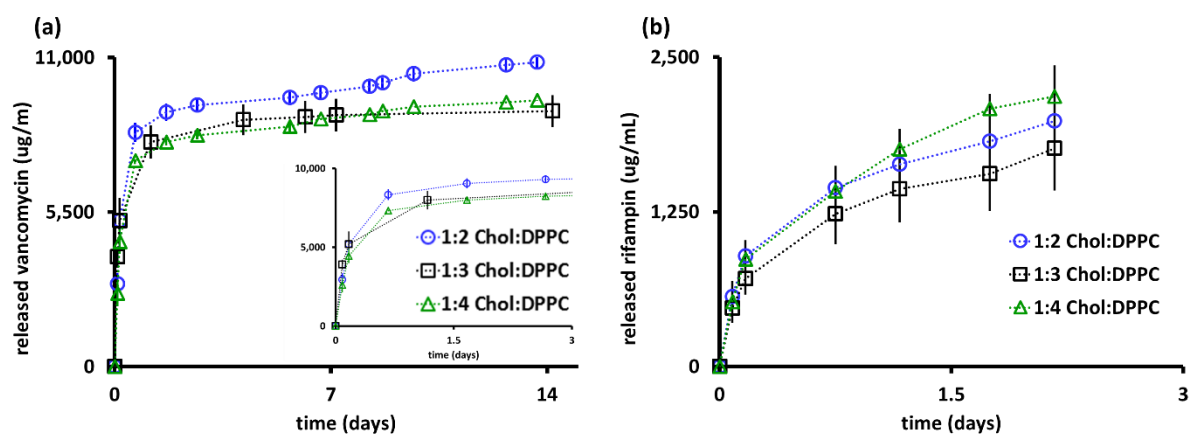 (a)
11,000
5,500
0
released vancomycin (ug/m)
0
7
14
time (days)
10,000
5,000
0
0
1.5
3
time (days)
1:2 Chol:DPPC
1:3 Chol:DPPC
1:4 Chol:DPPC
(b)
2,500
1,250
0
released rifampin (ug/mL)
0
1.5
3
time (days)
1:2 Chol:DPPC
1:3 Chol:DPPC
1:4 Chol:DPPC